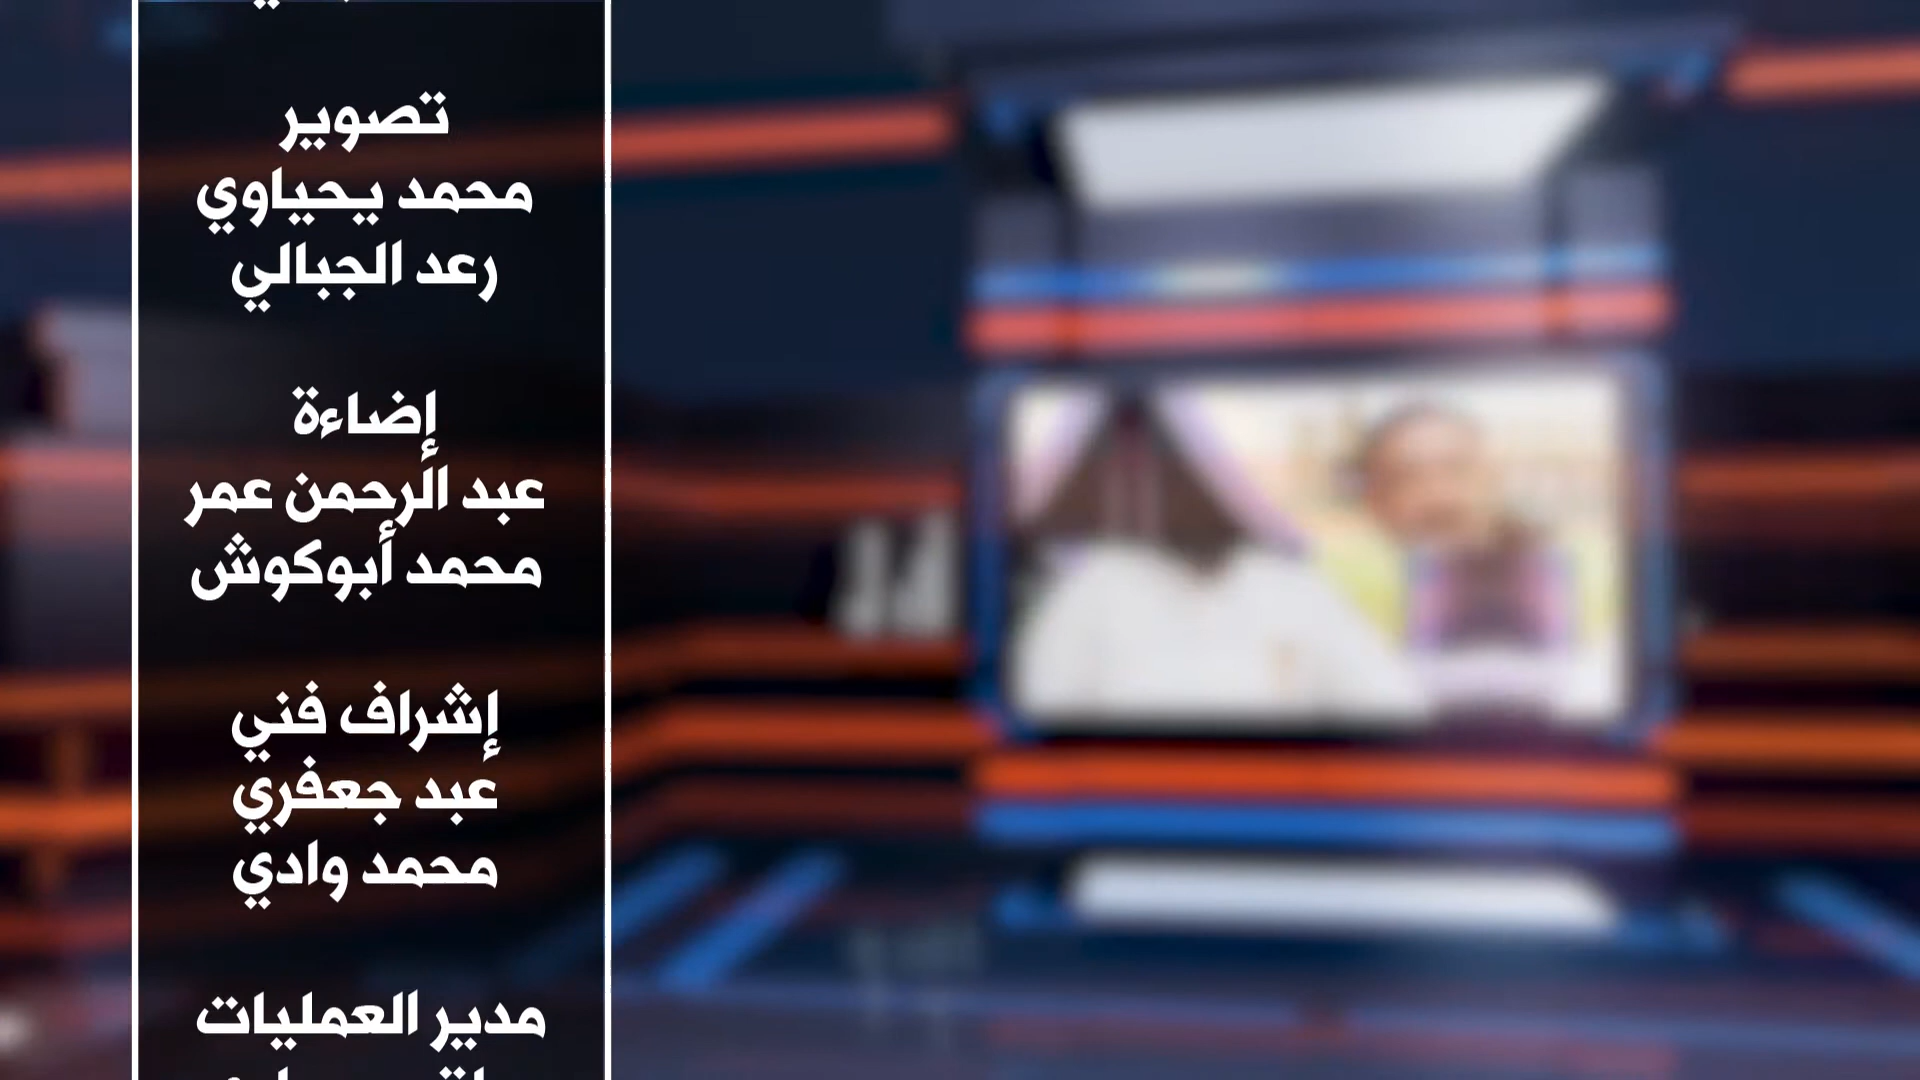 تصوير
محمد يحياوي
رعد الجبالي
إضاءة
عبد الرحمن عمر
محمد أبوكوش
إشراف فني
عبد جعفري
محمد وادي
مدير العمليات